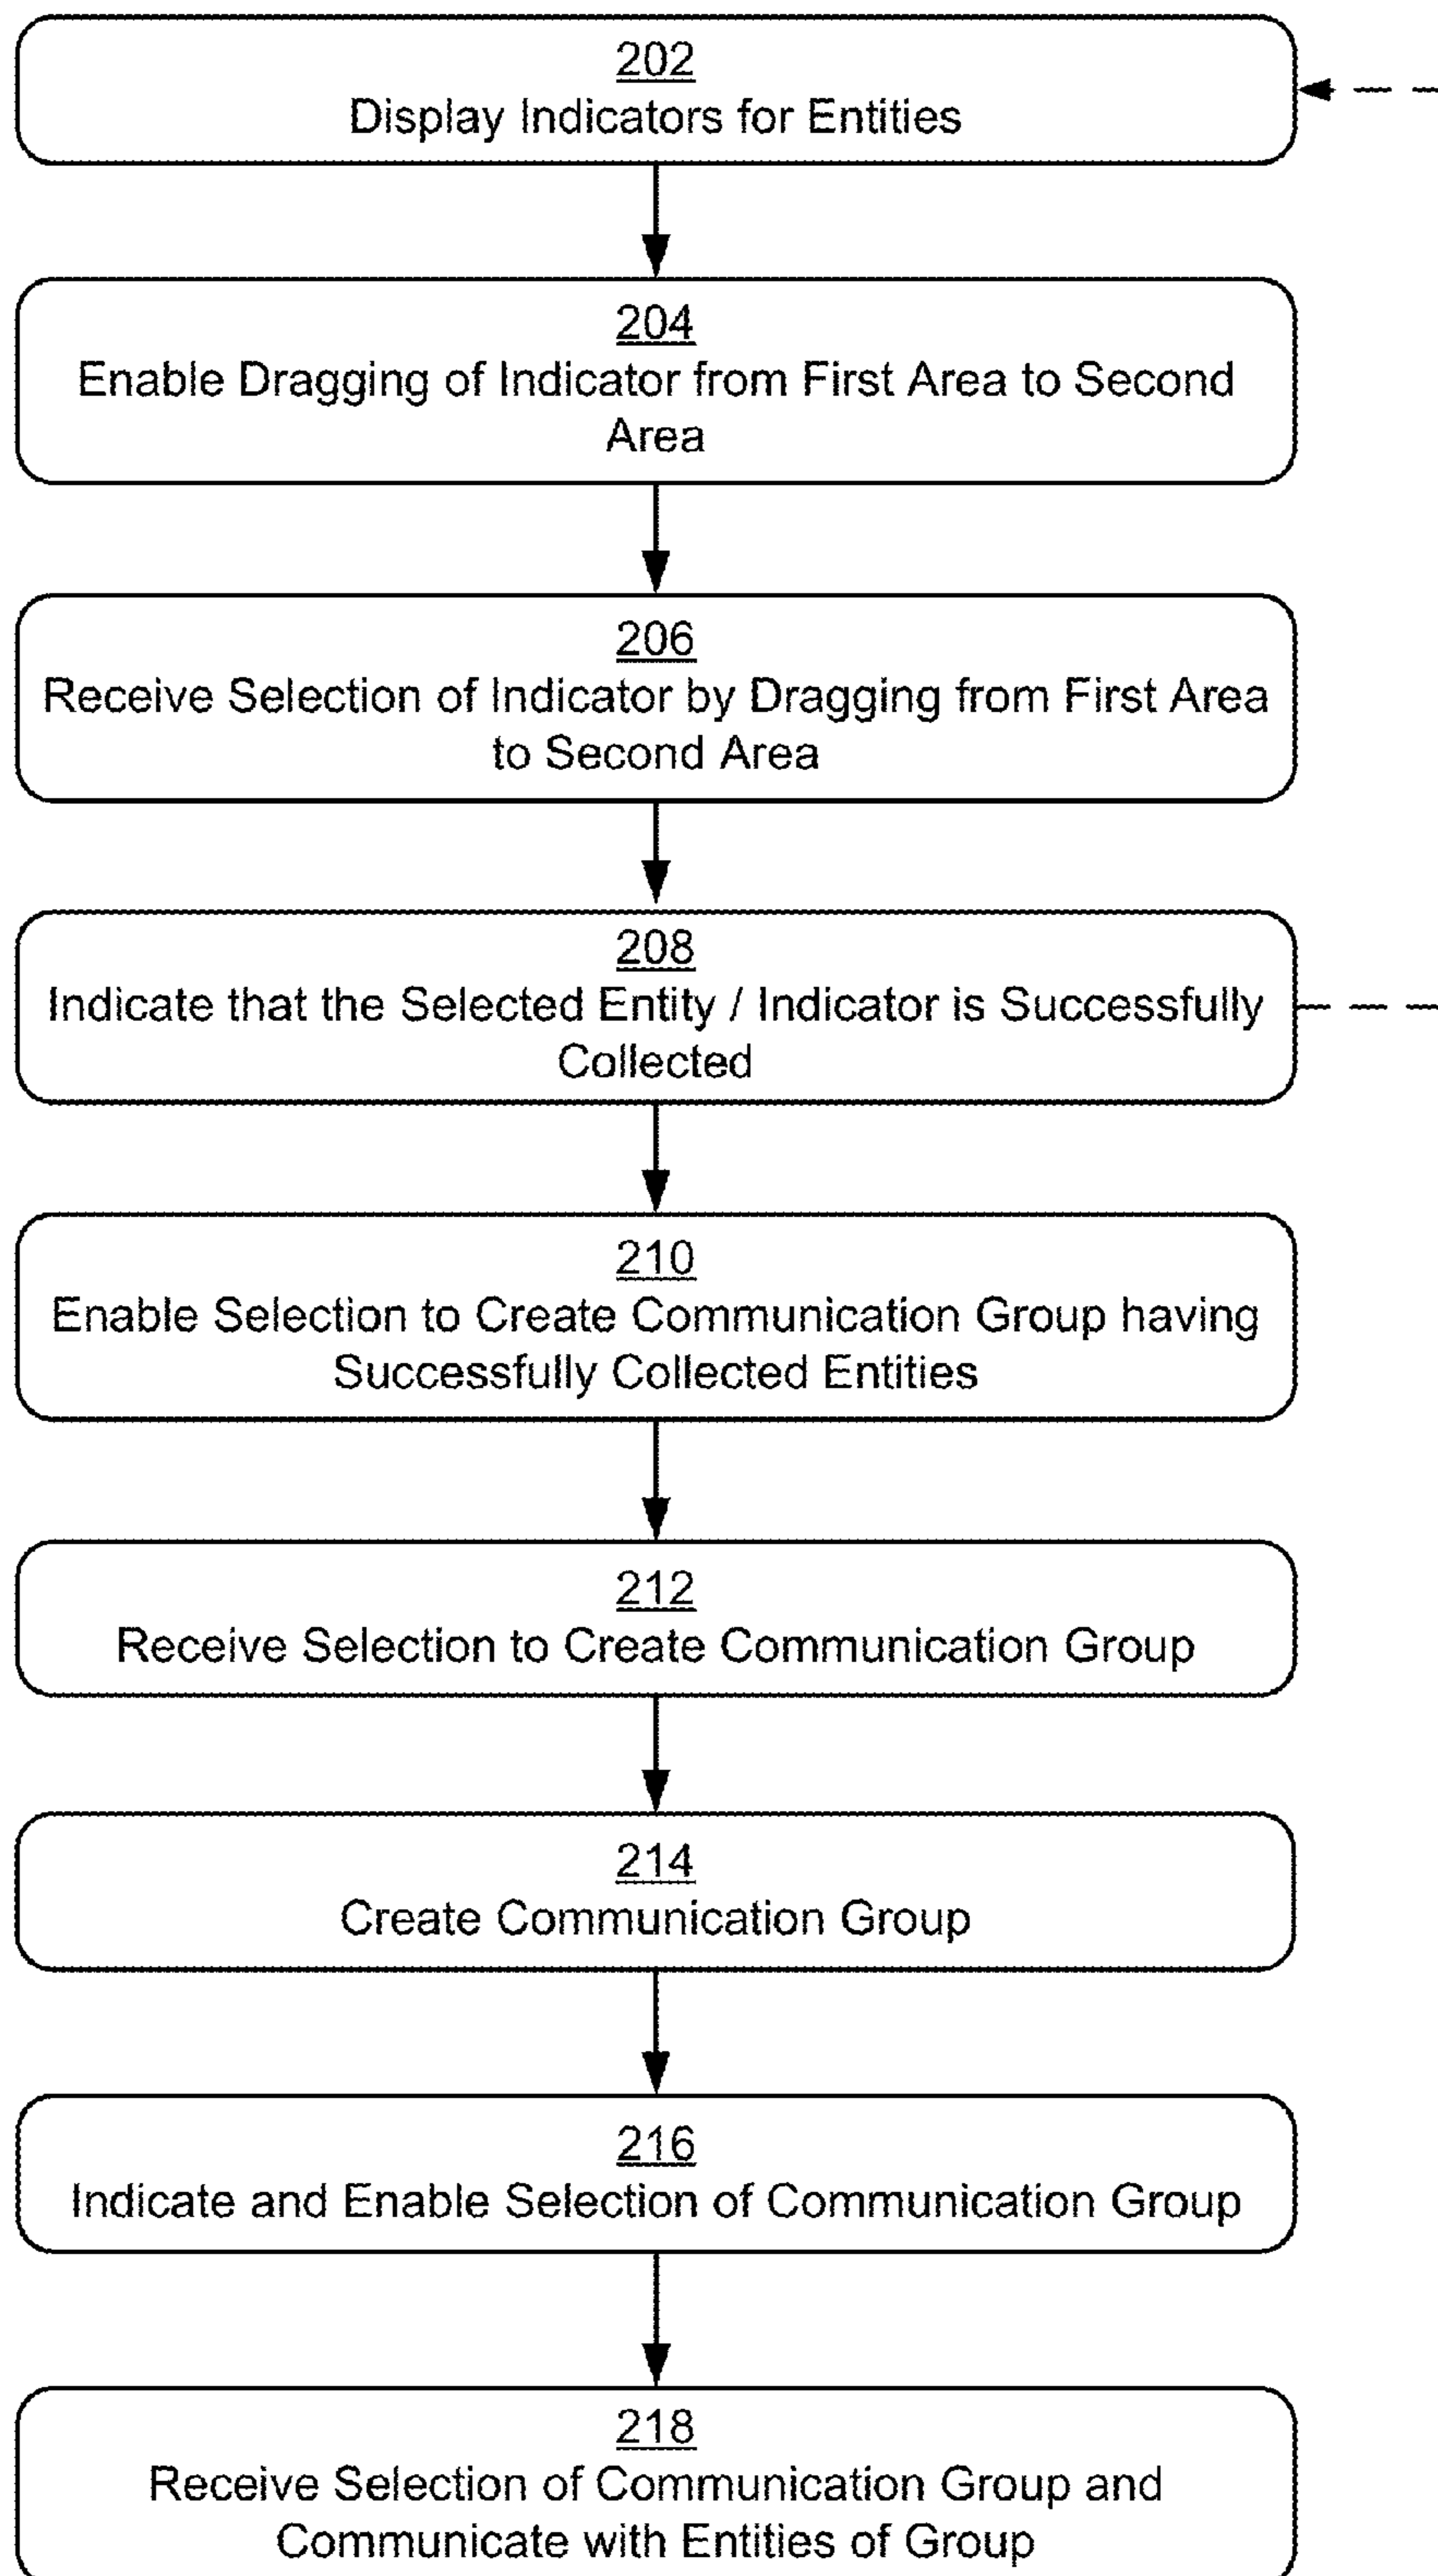 202
Display Indicators for Entities
204
Enable Dragging of Indicator from First Area to Second
Area
206
Receive Selection of Indicator by Dragging from First Area
to Second Area
208
Indicate that the Selected Entity / Indicator is Successfully
Collected
210
Enable Selection to Create Communication Group having
Successfully Collected Entities
212
Receive Selection to Create Communication Group
214
Create Communication Group
216
Indicate and Enable Selection of Communication Group
218
Receive Selection of Communication Group and
Communicate with Entities of Group